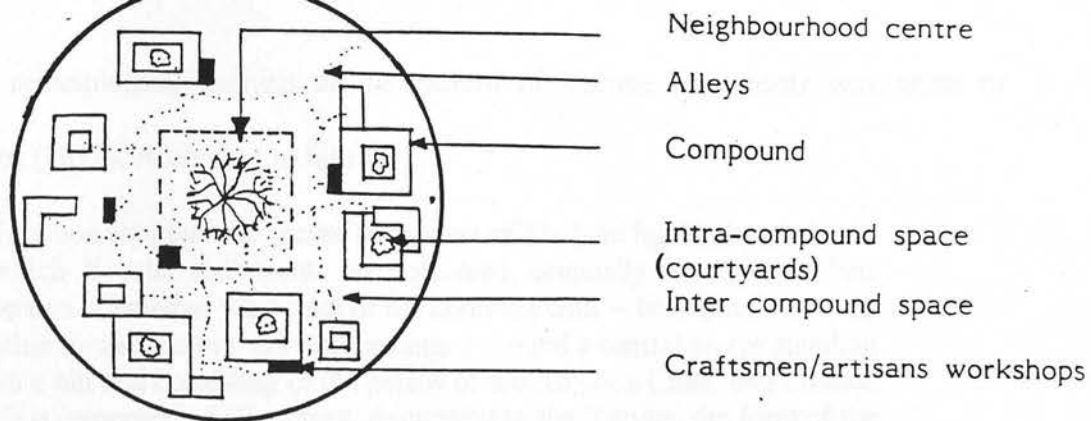 Neighbourhood centre
Alleys
Compound
Intra-compound space
(courtyards)
Inter compound space
Craftsmen/artisans workshops